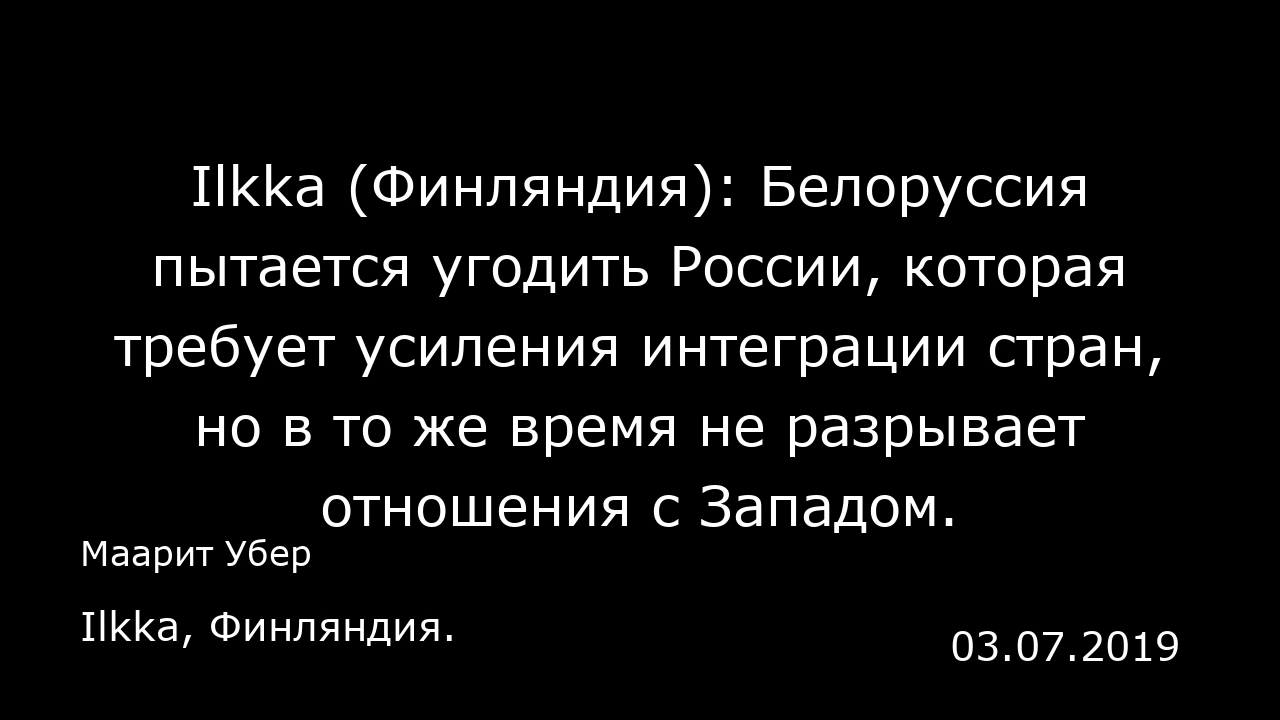 Ilkka (Финляндия): Белоруссия
пытается угодить России, которая
требует усиления интеграции стран,
но в то же время не разрывает
отношения с Западом.
Маарит Убер
Ilkka, Финляндия.
03.07.2019